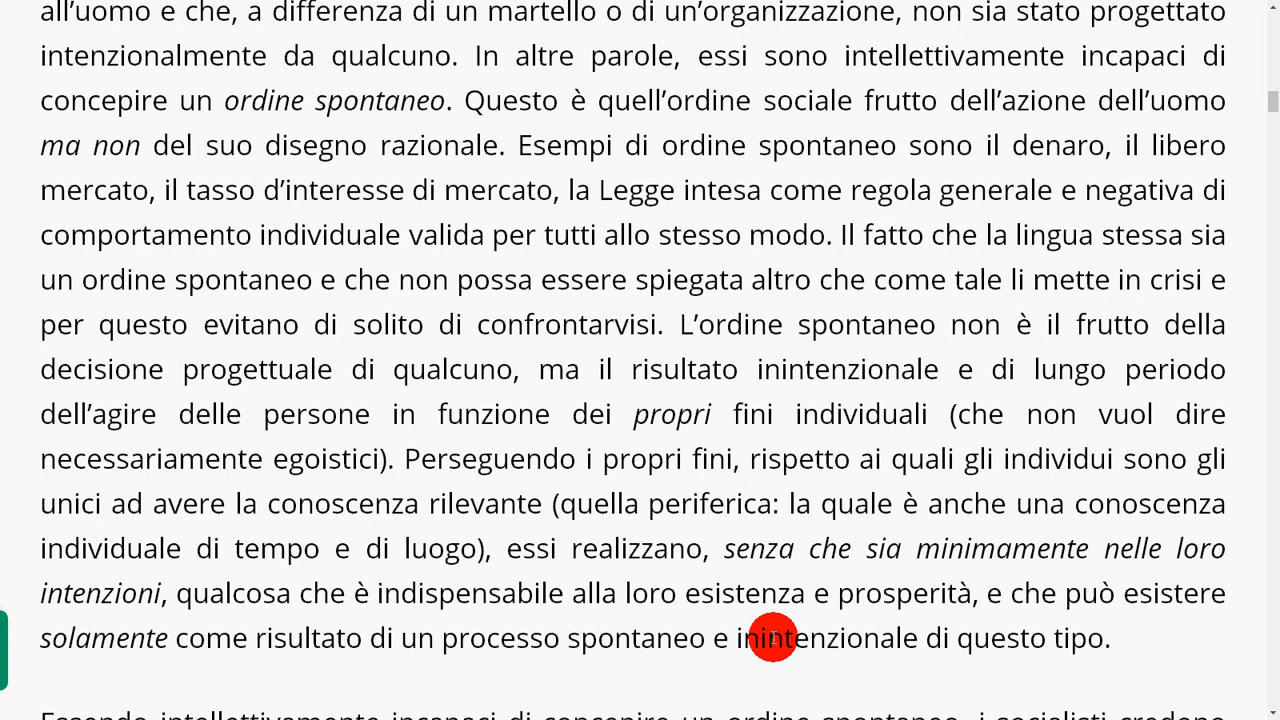 all’uomo e che, a differenza di un martello o di un’organizzazione, non sia stato progettato
intenzionalmente da qualcuno. In altre parole, essi sono intellettivamente incapaci di
concepire un ordine spontaneo. Questo è quell’ordine sociale frutto dell’azione dell’uomo
ma non del suo disegno razionale. Esempi di ordine spontaneo sono il denaro, il libero
mercato, il tasso d’interesse di mercato, la Legge intesa come regola generale e negativa di
comportamento individuale valida per tutti allo stesso modo. Il fatto che la lingua stessa sia
un ordine spontaneo e che non possa essere spiegata altro che come tale li mette in crisi e
per questo evitano di solito di confrontarvisi. L’ordine spontaneo non è il frutto della
decisione progettuale di qualcuno, ma il risultato inintenzionale e di lungo periodo
dell’agire delle persone in funzione dei propri fini individuali (che non vuol dire
necessariamente egoistici). Perseguendo i propri fini, rispetto ai quali gli individui sono gli
unici ad avere la conoscenza rilevante (quella periferica: la quale è anche una conoscenza
individuale di tempo e di luogo), essi realizzano, senza che sia minimamente nelle loro
intenzioni, qualcosa che è indispensabile alla loro esistenza e prosperità, e che può esistere
solamente come risultato di un processo spontaneo e inintenzionale di questo tipo.
Essendo intellettivamente incapaci di concepire un ordine spontaneo, i socialisti credono